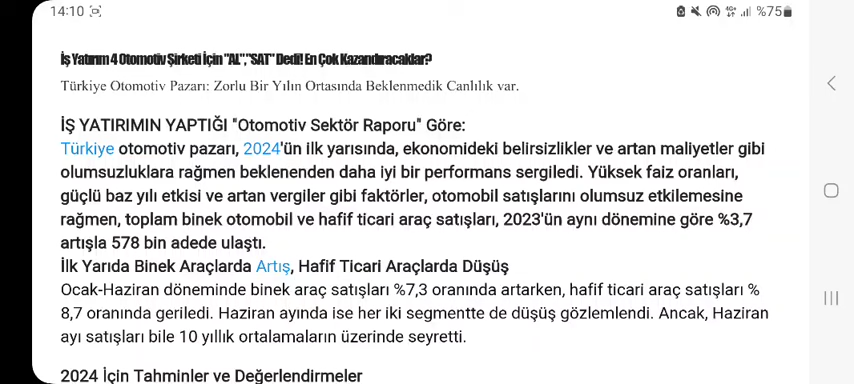 14:10
4G+ %75
İş Yatırım 4 Otomotiv Şirketi İçin "AL","SAT" Dedi! En Çok Kazandıracaklar?
Türkiye Otomotiv Pazarı: Zorlu Bir Yılın Ortasında Beklenmedik Canlılık var.
İŞ YATIRIMIN YAPTIĞI "Otomotiv Sektör Raporu" Göre:
Türkiye otomotiv pazarı, 2024'ün ilk yarısında, ekonomideki belirsizlikler ve artan maliyetler gibi
olumsuzluklara rağmen beklenenden daha iyi bir performans sergiledi. Yüksek faiz oranları,
güçlü baz yılı etkisi ve artan vergiler gibi faktörler, otomobil satışlarını olumsuz etkilemesine
rağmen, toplam binek otomobil ve hafif ticari araç satışları, 2023'ün aynı dönemine göre %3,7
artışla 578 bin adede ulaştı.
İlk Yarıda Binek Araçlarda Artış, Hafif Ticari Araçlarda Düşüş
Ocak-Haziran döneminde binek araç satışları %7,3 oranında artarken, hafif ticari araç satışları %
8,7 oranında geriledi. Haziran ayında ise her iki segmentte de düşüş gözlemlendi. Ancak, Haziran
ayı satışları bile 10 yıllık ortalamaların üzerinde seyretti.
2024 İçin Tahminler ve Değerlendirmeler